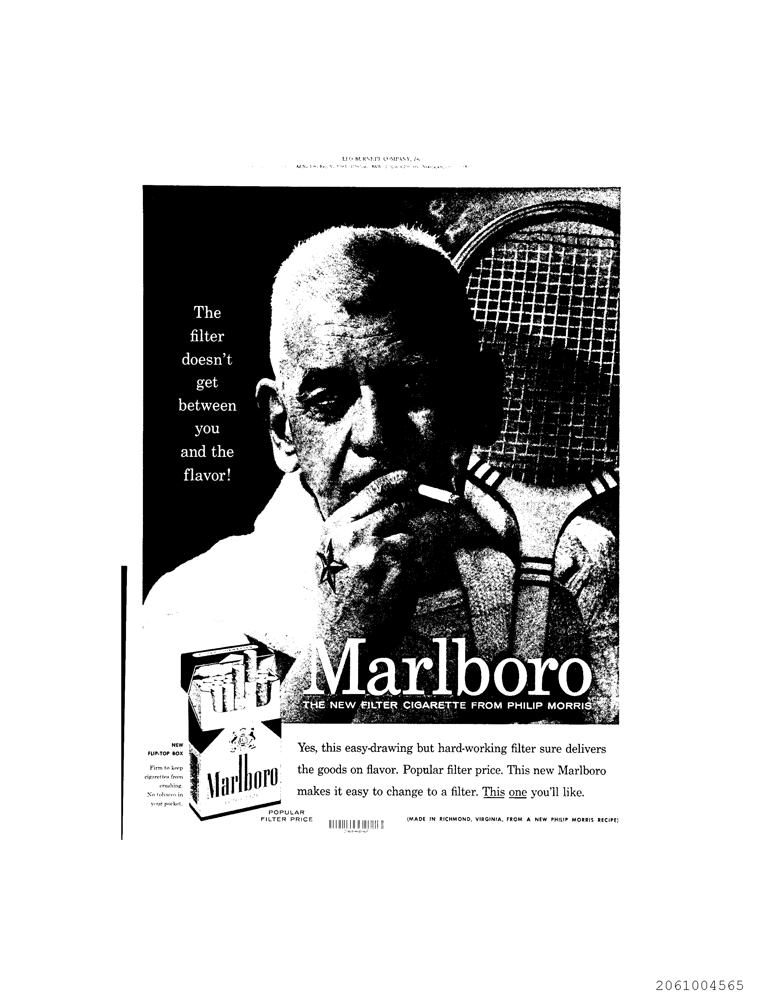 LEO BURNETT COMPANY, Inc.
The
filter
doesn't
get
between
you
and the
flavor!
Marlboro
THE NEW FILTER CIGARETTE FROM PHILIP MORRIS
NEW
FLIP-TOP BOX
Firm to keep
cigarettes from
crushing.
No tobacco in
your pocket.
Marlboro
POPULAR
FILTER PRICE
Yes, this easy-drawing but hard-working filter sure delivers
the goods on flavor. Popular filter price. This new Marlboro
makes it easy to change to a filter. This one you'll like.
(MADE IN RICHMOND, VIRGINIA, FROM A NEW PHILIP MORRIS RECIPE)
2061004565